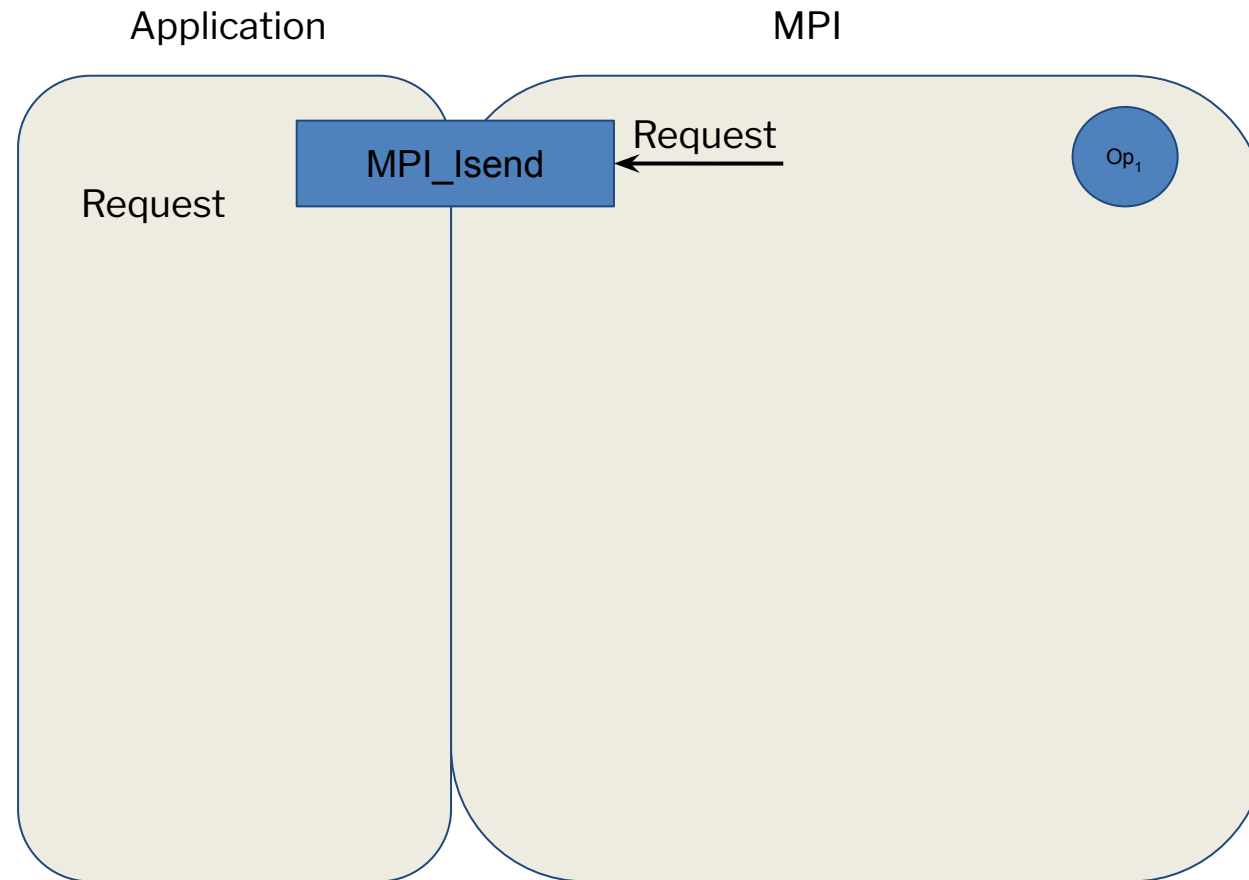 Application
MPI
Request
MPI_Isend
Op₁
Request